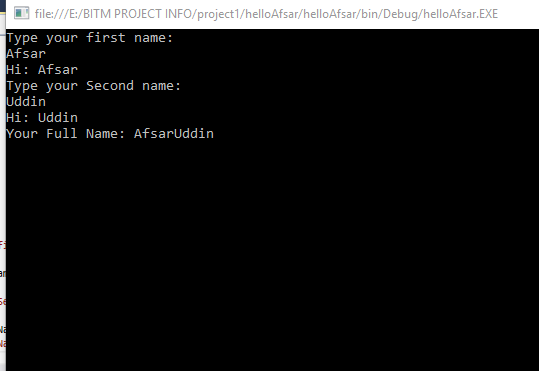 file:///E:/BITM PROJECT INFO/project1/helloAfsar/helloAfsar/bin/Debug/helloAfsar.EXE
Type your first name:
Afsar
Hi: Afsar
Type your Second name:
Uddin
Hi: Uddin
Your Full Name: AfsarUddin